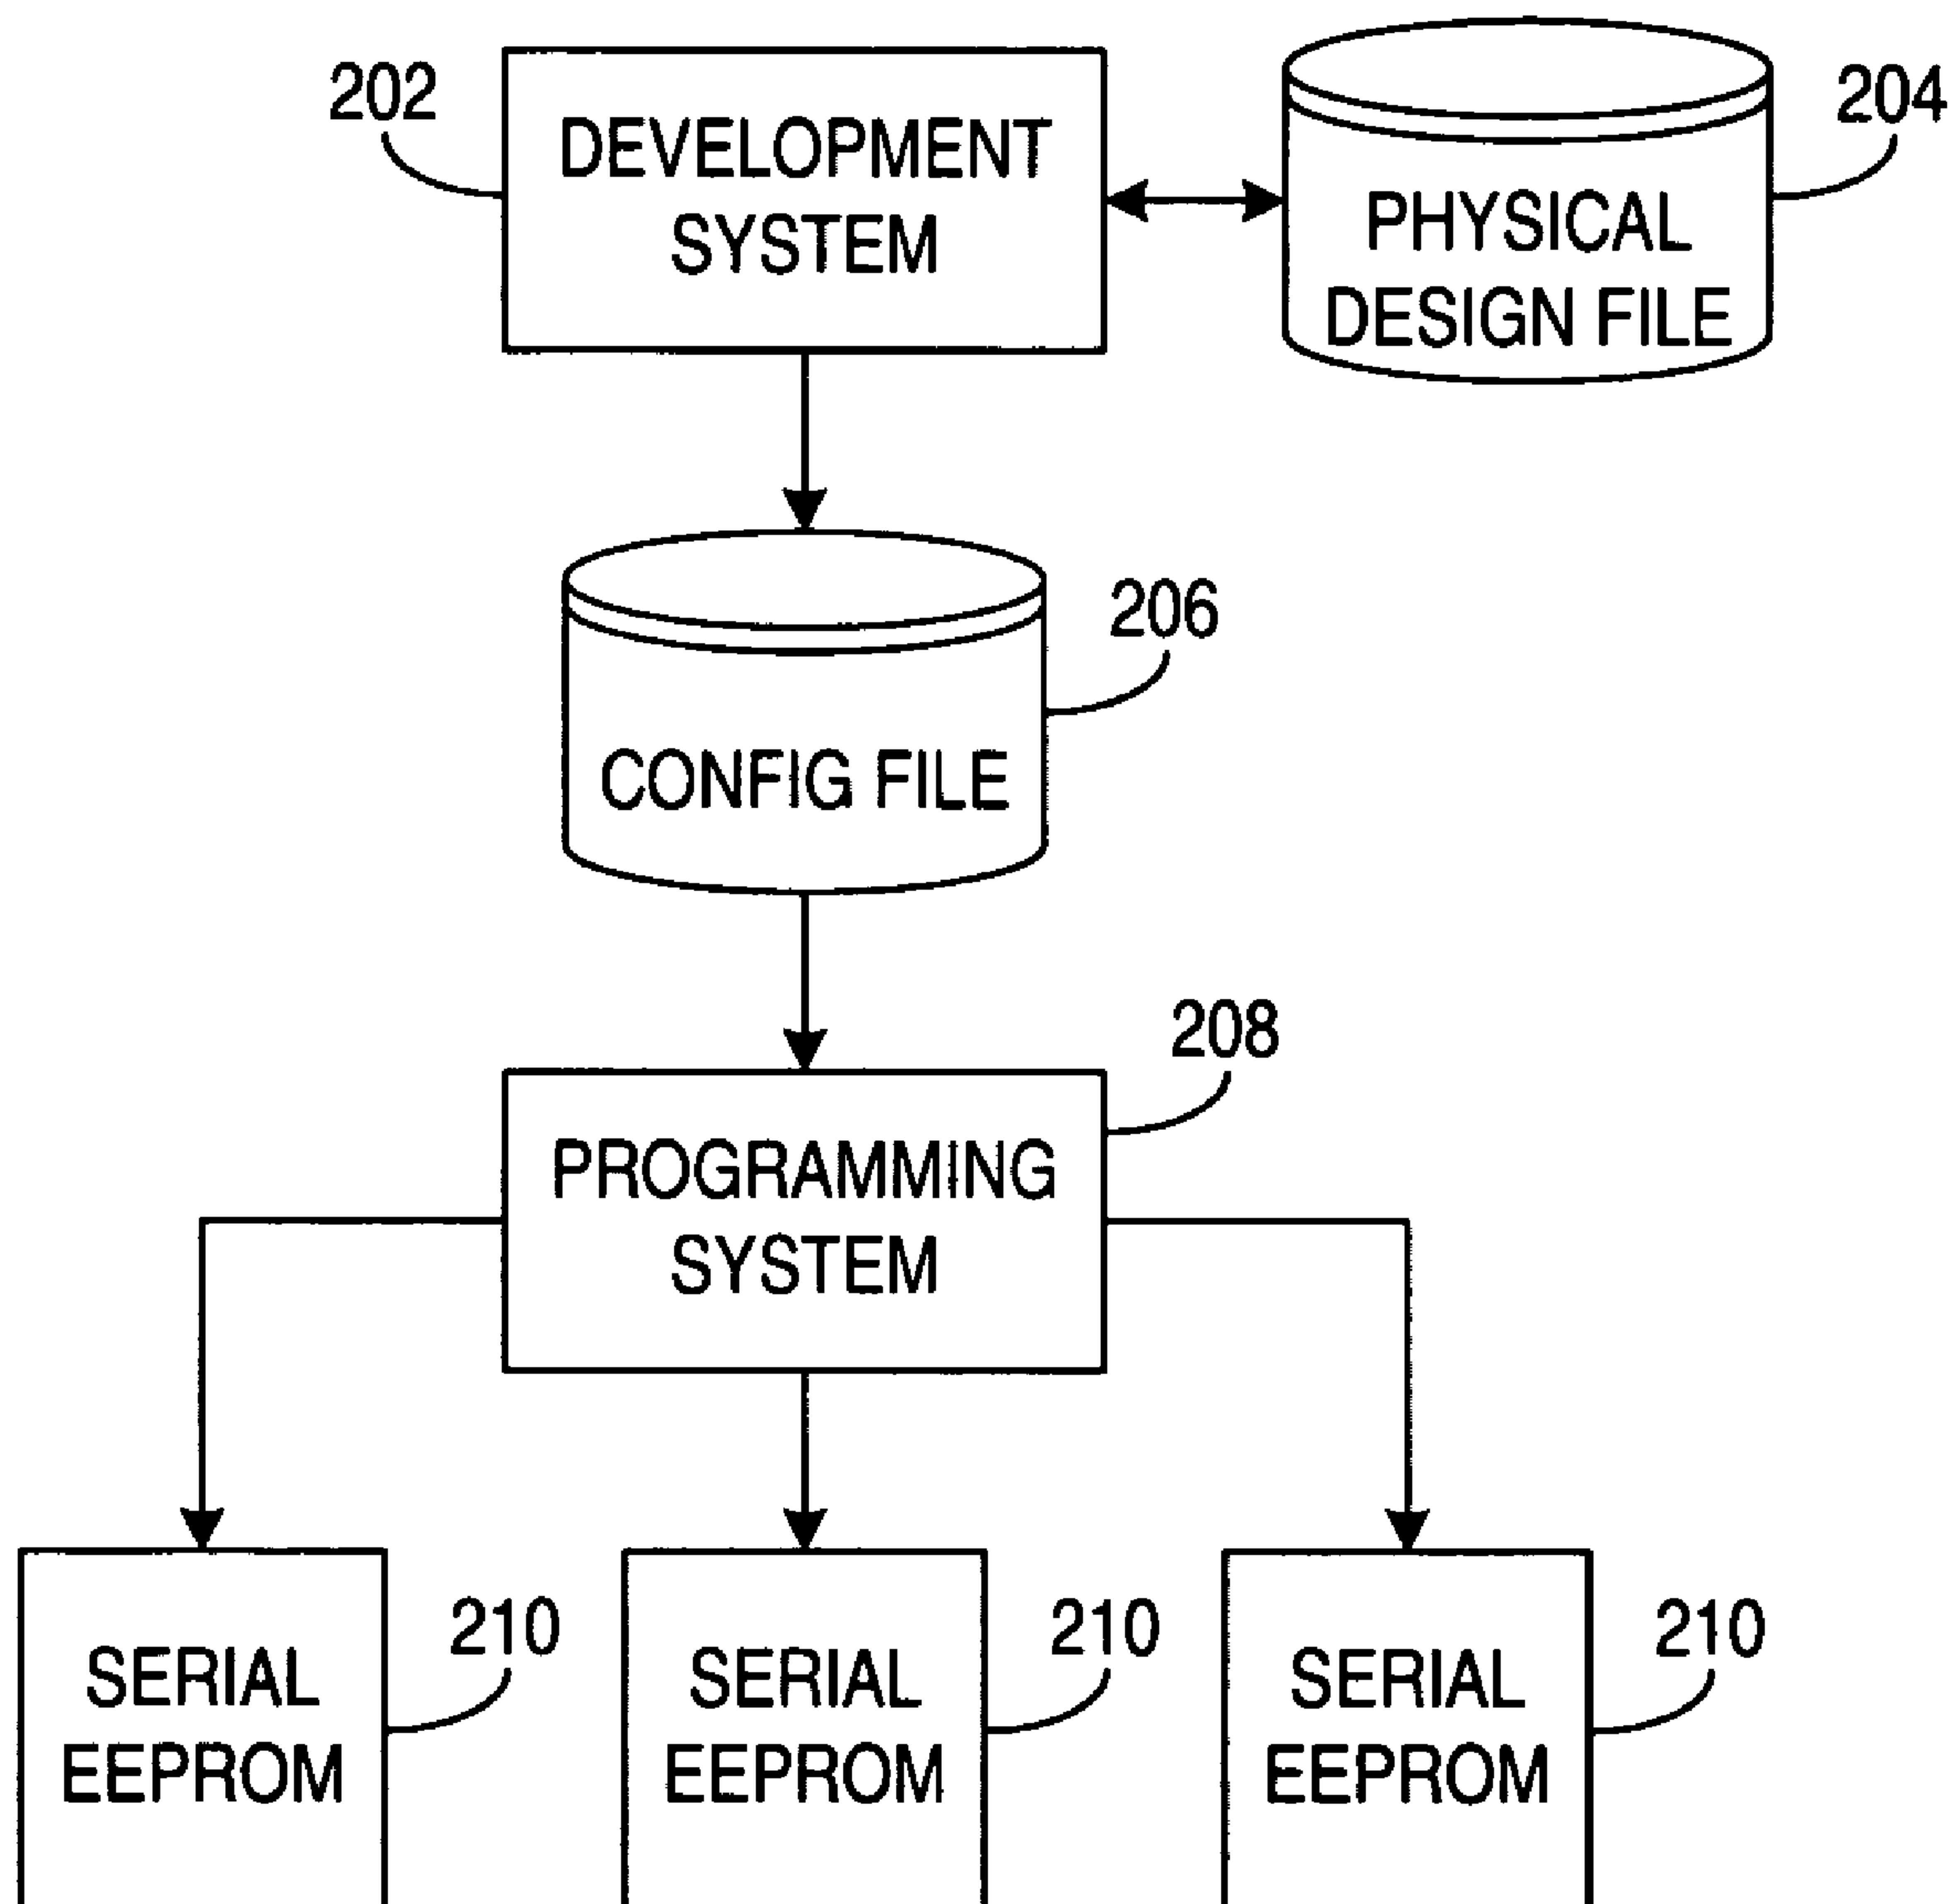 202
DEVELOPMENT
SYSTEM
204
PHYSICAL
DESIGN FILE
206
CONFIG FILE
208
PROGRAMMING
SYSTEM
SERIAL
EEPROM
210
SERIAL
EEPROM
210
SERIAL
EEPROM
210